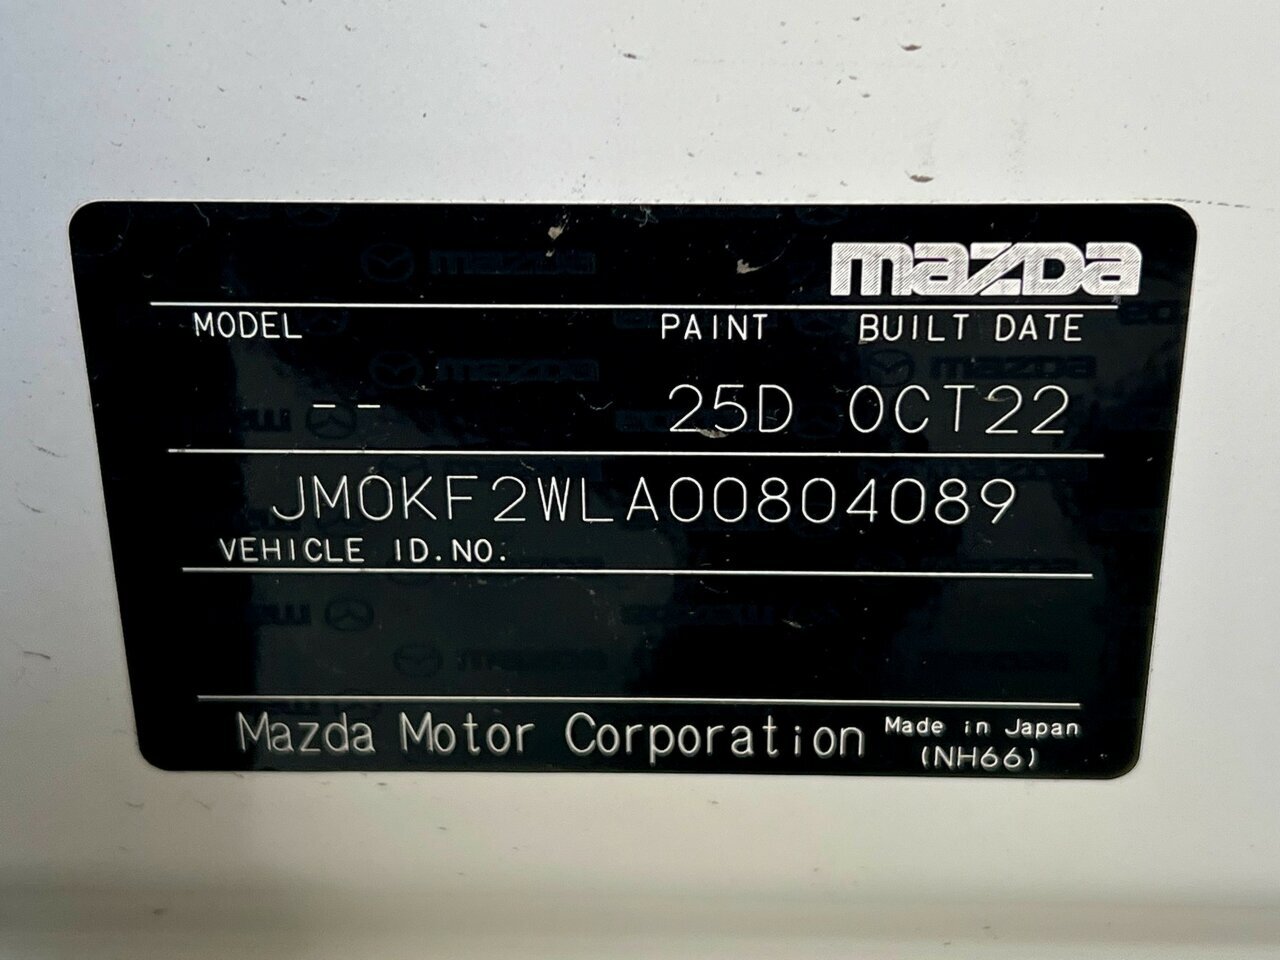 mazda
MODEL PAINT BUILT DATE
-- 25D OCT22
JM0KF2WLA00804089
VEHICLE ID.NO.
Mazda Motor Corporation Made in Japan
(NH66)